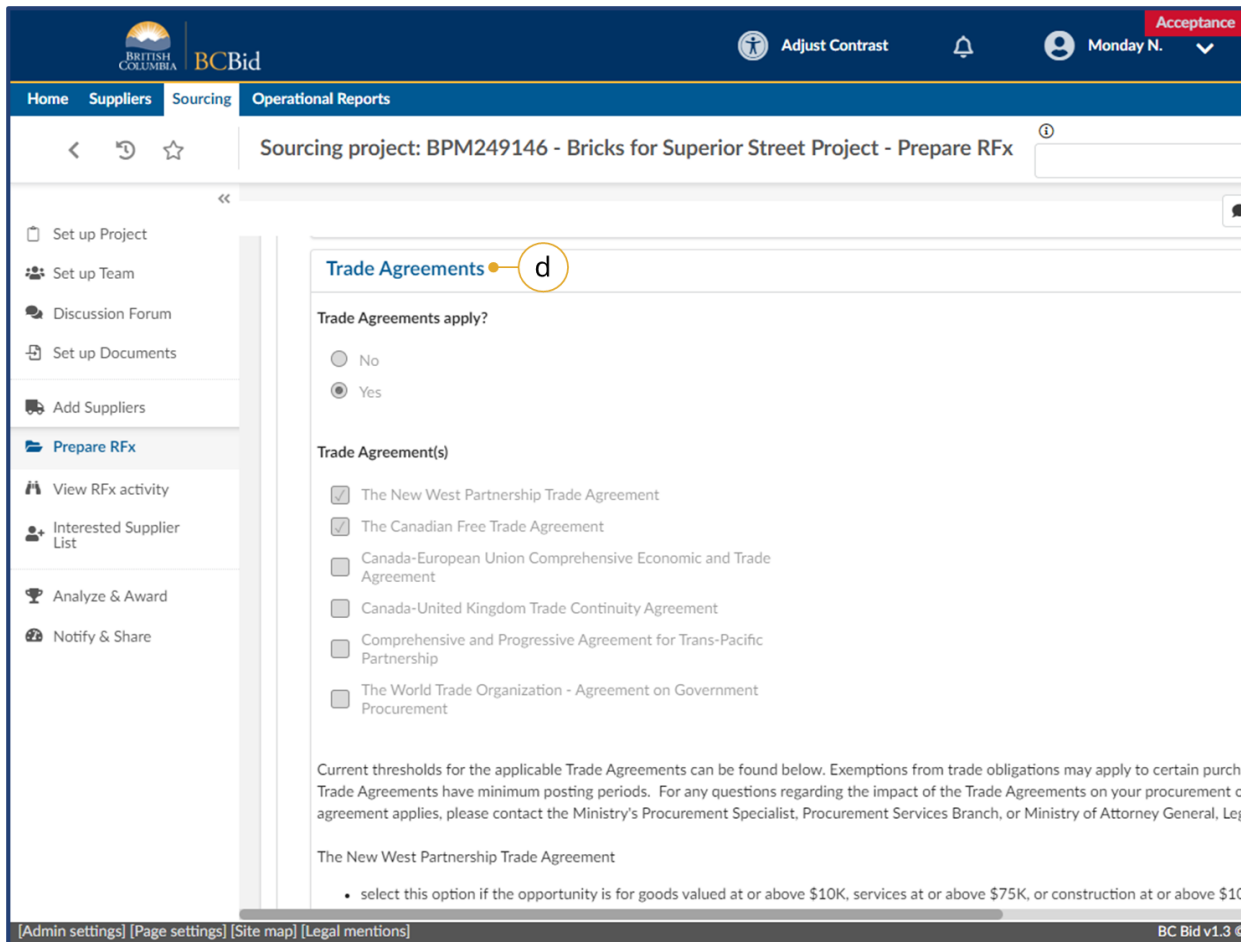 Acceptance
BRITISH
COLUMBIA
BCBid
Adjust Contrast
Monday N.
Home Suppliers Sourcing Operational Reports
Sourcing project: BPM249146 - Bricks for Superior Street Project - Prepare RFx
Set up Project
Set up Team
Discussion Forum
Set up Documents
Add Suppliers
Prepare RFx
View RFx activity
Interested Supplier
List
Analyze & Award
Notify & Share
Trade Agreements
d
Trade Agreements apply?
No
Yes
Trade Agreement(s)
The New West Partnership Trade Agreement
The Canadian Free Trade Agreement
Canada-European Union Comprehensive Economic and Trade
Agreement
Canada-United Kingdom Trade Continuity Agreement
Comprehensive and Progressive Agreement for Trans-Pacific
Partnership
The World Trade Organization - Agreement on Government
Procurement
Current thresholds for the applicable Trade Agreements can be found below. Exemptions from trade obligations may apply to certain purch
Trade Agreements have minimum posting periods. For any questions regarding the impact of the Trade Agreements on your procurement o
agreement applies, please contact the Ministry's Procurement Specialist, Procurement Services Branch, or Ministry of Attorney General, Leg
The New West Partnership Trade Agreement
• select this option if the opportunity is for goods valued at or above $10K, services at or above $75K, or construction at or above $10
[Admin settings] [Page settings] [Site map] [Legal mentions]
BC Bid v1.3 ©